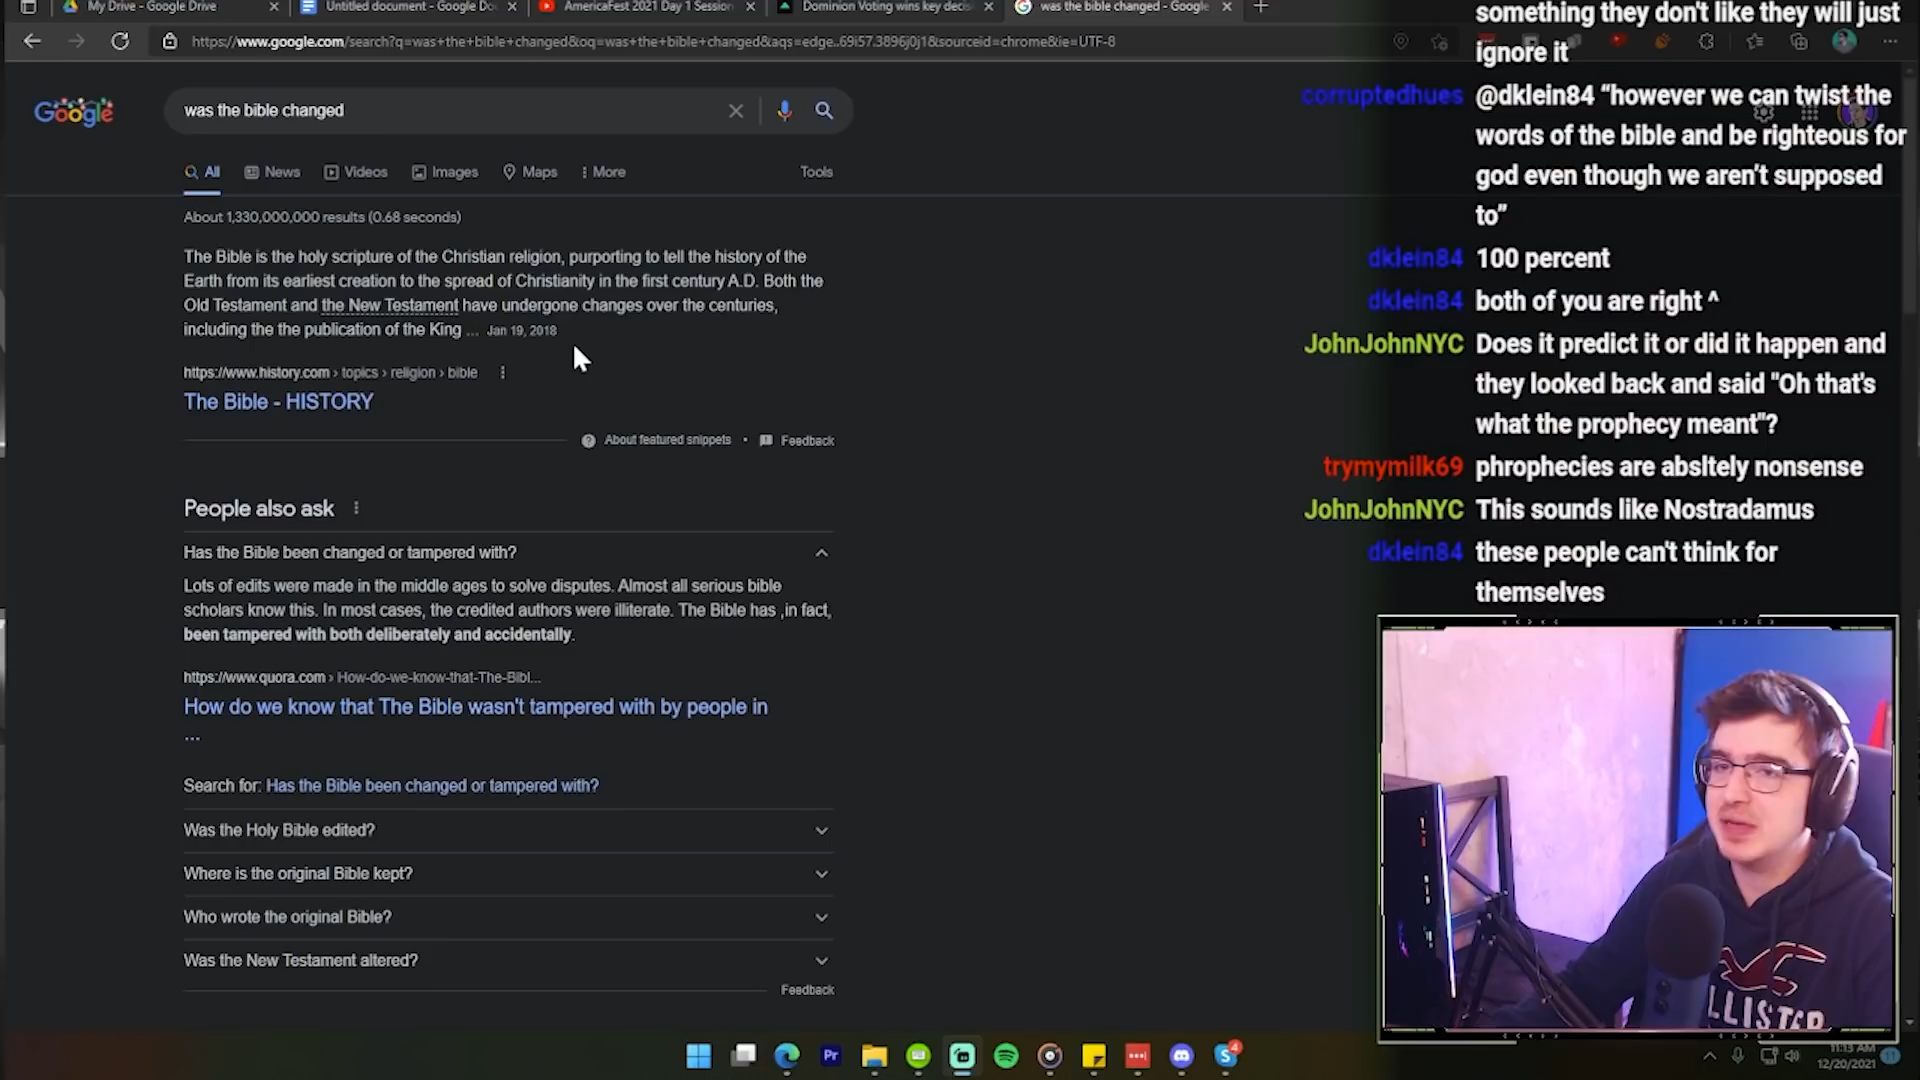 My Drive - Google Drive
Untitled document - Google Do
AmericaFest 2021 Day 1 Session
Dominion Voting wins key decis
was the bible changed - Google
https://www.google.com/search?q=was+the+bible+changed&oq=was+the+bible+changed&aqs=edge..69i57.3896j0j1&sourceid=chrome&ie=UTF-8
Google
was the bible changed
All
News
Videos
Images
Maps
More
Tools
About 1,330,000,000 results (0.68 seconds)
The Bible is the holy scripture of the Christian religion, purporting to tell the history of the
Earth from its earliest creation to the spread of Christianity in the first century A.D. Both the
Old Testament and the New Testament have undergone changes over the centuries,
including the the publication of the King ... Jan 19, 2018
https://www.history.com › topics › religion › bible
The Bible - HISTORY
About featured snippets • Feedback
People also ask
Has the Bible been changed or tampered with?
Lots of edits were made in the middle ages to solve disputes. Almost all serious bible
scholars know this. In most cases, the credited authors were illiterate. The Bible has ,in fact,
been tampered with both deliberately and accidentally.
https://www.quora.com › How-do-we-know-that-The-Bibl...
How do we know that The Bible wasn't tampered with by people in
...
Search for: Has the Bible been changed or tampered with?
Was the Holy Bible edited?
Where is the original Bible kept?
Who wrote the original Bible?
Was the New Testament altered?
Feedback
something they don't like they will just
ignore it
corruptedhues @dklein84 “however we can twist the
words of the bible and be righteous for
god even though we aren’t supposed
to”
dklein84 100 percent
dklein84 both of you are right ^
JohnJohnNYC Does it predict it or did it happen and
they looked back and said "Oh that's
what the prophecy meant"?
trymymilk69 phrophecies are absltely nonsense
JohnJohnNYC This sounds like Nostradamus
dklein84 these people can't think for
themselves
LLISTER
Pr
4
11:13 AM
12/20/2021